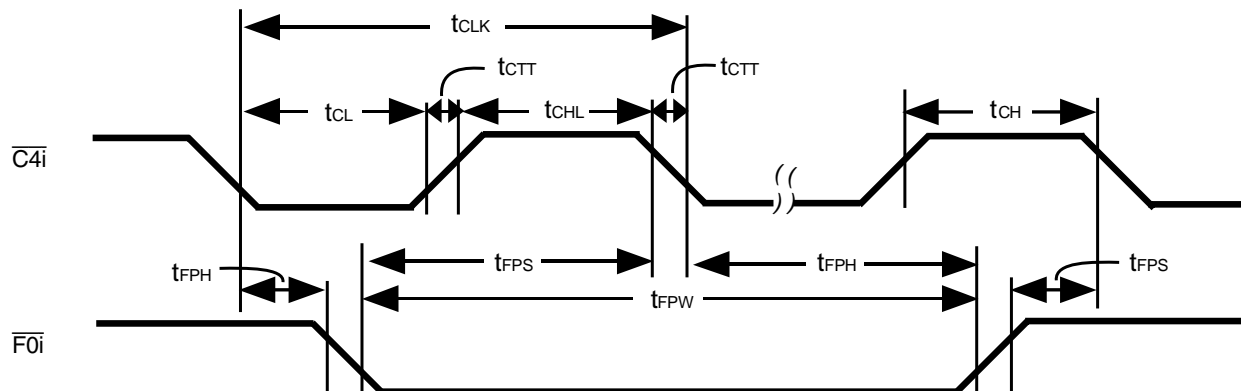 tCLK
tCTT tCTT
tCL tCHL tCH
C4i
tFPH tFPS tFPH tFPS
tFPW
F0i